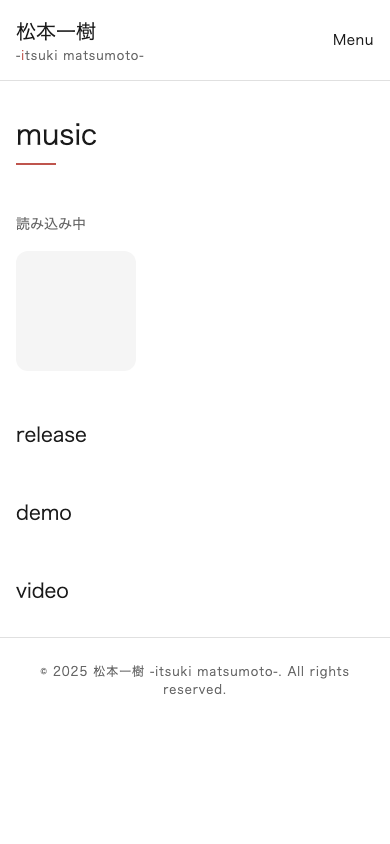 松本一樹
-itsuki matsumoto-
Menu
music
読み込み中
release
demo
video
© 2025 松本一樹 -itsuki matsumoto-. All rights
reserved.